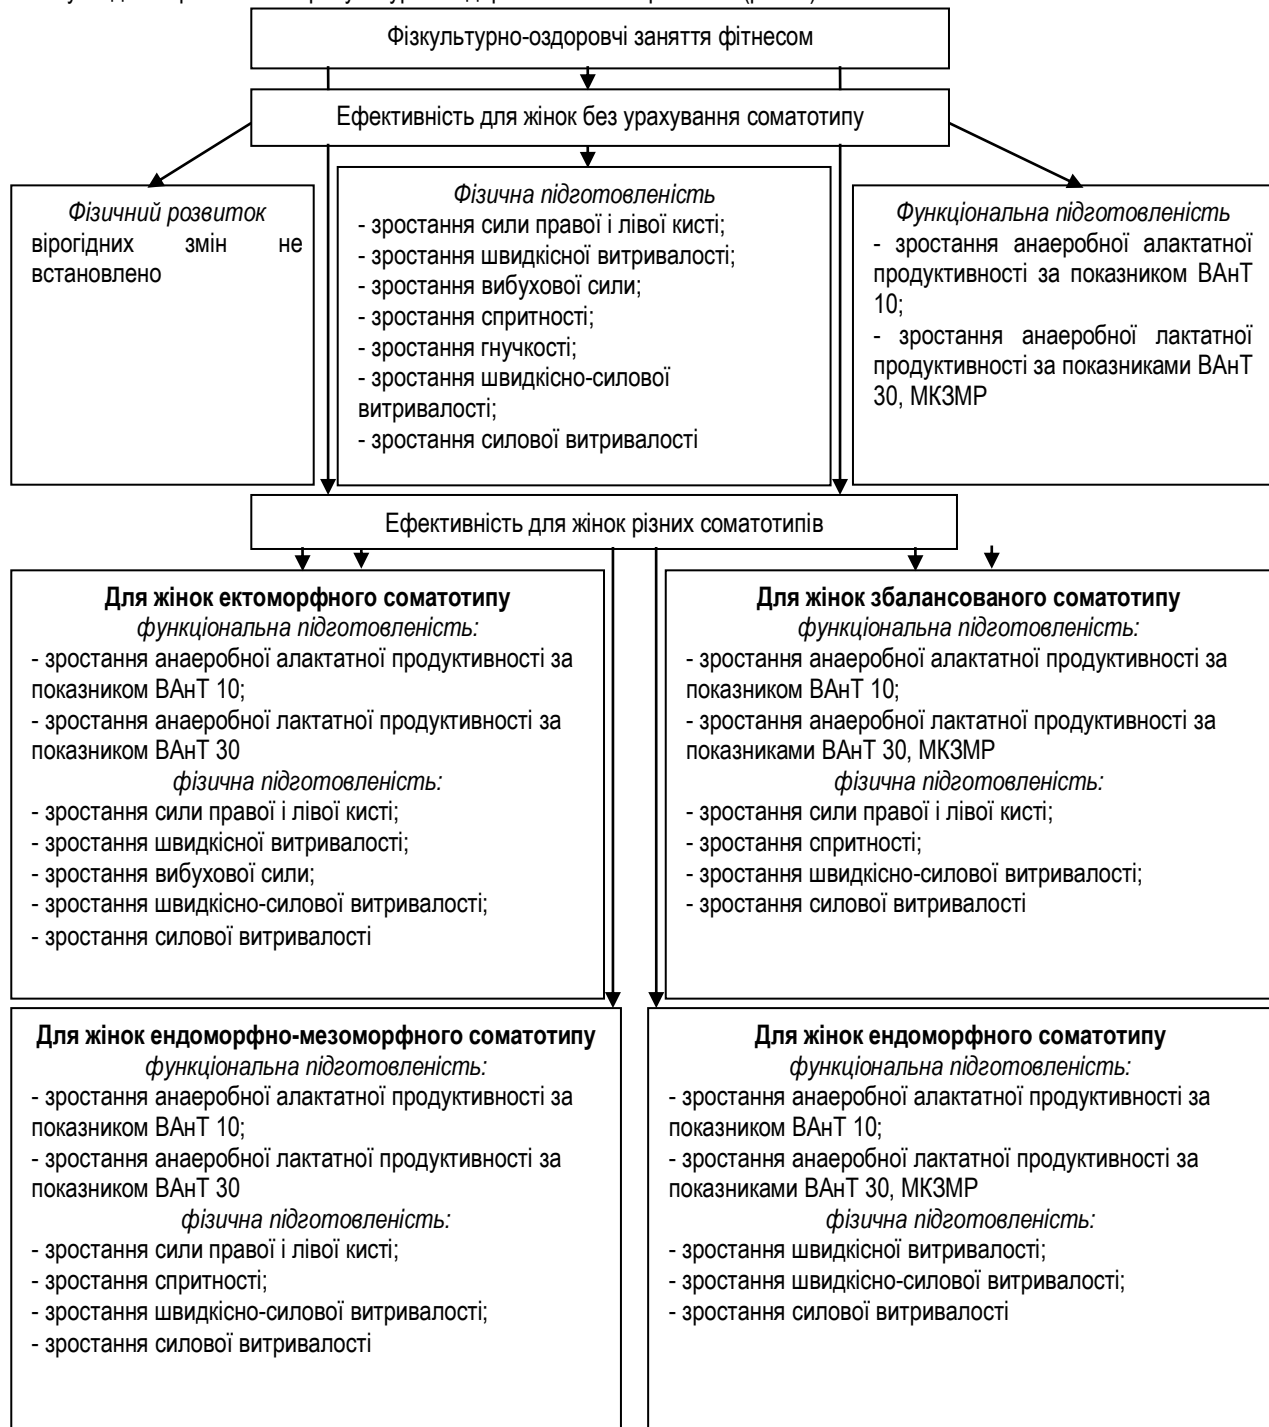 Фізкультурно-оздоровчі заняття фітнесом
Ефективність для жінок без урахування соматотипу
Фізичний розвиток
вірогідних змін не
встановлено
Фізична підготовленість
- зростання сили правої і лівої кисті;
- зростання швидкісної витривалості;
- зростання вибухової сили;
- зростання спритності;
- зростання гнучкості;
- зростання швидкісно-силової
витривалості;
- зростання силової витривалості
Функціональна підготовленість
- зростання анаеробної алактатної
продуктивності за показником ВАнТ
10;
- зростання анаеробної лактатної
продуктивності за показниками ВАнТ
30, МКЗМР
Ефективність для жінок різних соматотипів
Для жінок ектоморфного соматотипу
функціональна підготовленість:
- зростання анаеробної алактатної продуктивності за
показником ВАнТ 10;
- зростання анаеробної лактатної продуктивності за
показником ВАнТ 30
фізична підготовленість:
- зростання сили правої і лівої кисті;
- зростання швидкісної витривалості;
- зростання вибухової сили;
- зростання швидкісно-силової витривалості;
- зростання силової витривалості
Для жінок збалансованого соматотипу
функціональна підготовленість:
- зростання анаеробної алактатної продуктивності за
показником ВАнТ 10;
- зростання анаеробної лактатної продуктивності за
показниками ВАнТ 30, МКЗМР
фізична підготовленість:
- зростання сили правої і лівої кисті;
- зростання спритності;
- зростання швидкісно-силової витривалості;
- зростання силової витривалості
Для жінок ендоморфно-мезоморфного соматотипу
функціональна підготовленість:
- зростання анаеробної алактатної продуктивності за
показником ВАнТ 10;
- зростання анаеробної лактатної продуктивності за
показником ВАнТ 30
фізична підготовленість:
- зростання сили правої і лівої кисті;
- зростання спритності;
- зростання швидкісно-силової витривалості;
- зростання силової витривалості
Для жінок ендоморфного соматотипу
функціональна підготовленість:
- зростання анаеробної алактатної продуктивності за
показником ВАнТ 10;
- зростання анаеробної лактатної продуктивності за
показниками ВАнТ 30, МКЗМР
фізична підготовленість:
- зростання швидкісної витривалості;
- зростання швидкісно-силової витривалості;
- зростання силової витривалості